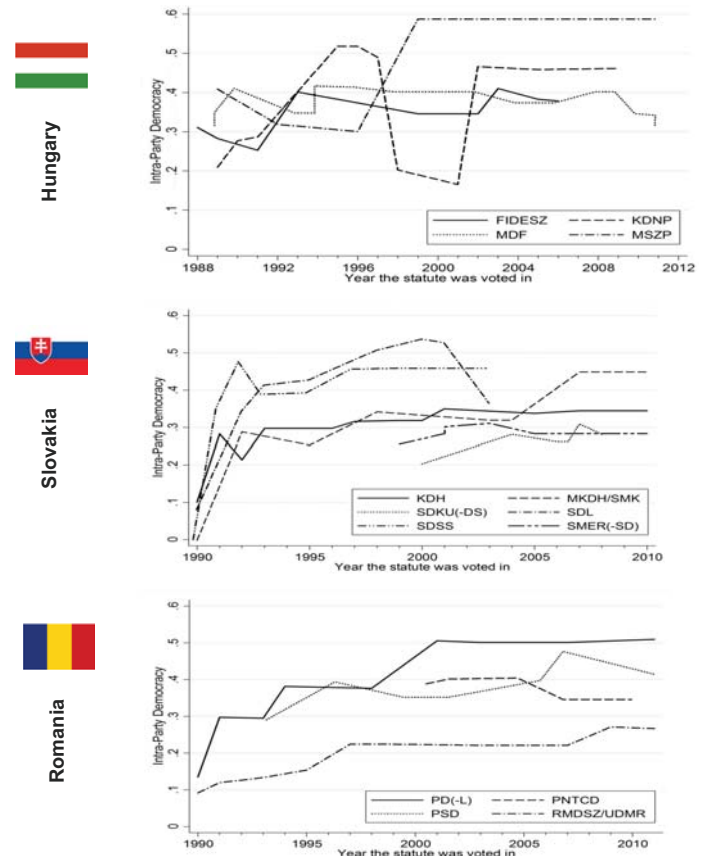 Hungary
Intra-Party Democracy
.6
.5
.4
.3
.2
.1
0
FIDESZ KDNP
MDF MSZP
1988 1992 1996 2000 2004 2008 2012
Year the statute was voted in
Slovakia
Intra-Party Democracy
.6
.5
.4
.3
.2
.1
0
KDH MKDH/SMK
SDKU(-DS) SDL
SDSS SMER(-SD)
1990 1995 2000 2005 2010
Year the statute was voted in
Romania
Intra-Party Democracy
.6
.5
.4
.3
.2
.1
0
PD(-L) PNTCD
PSD RMDSZ/UDMR
1990 1995 2000 2005 2010
Year the statute was voted in